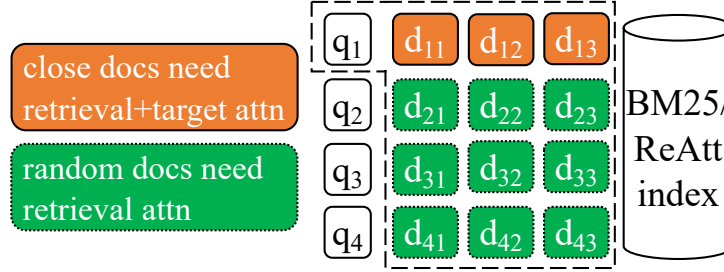 close docs need
retrieval+target attn
random docs need
retrieval attn
q1 d11 d12 d13
q2 d21 d22 d23
q3 d31 d32 d33
q4 d41 d42 d43
BM25/
ReAtt
index